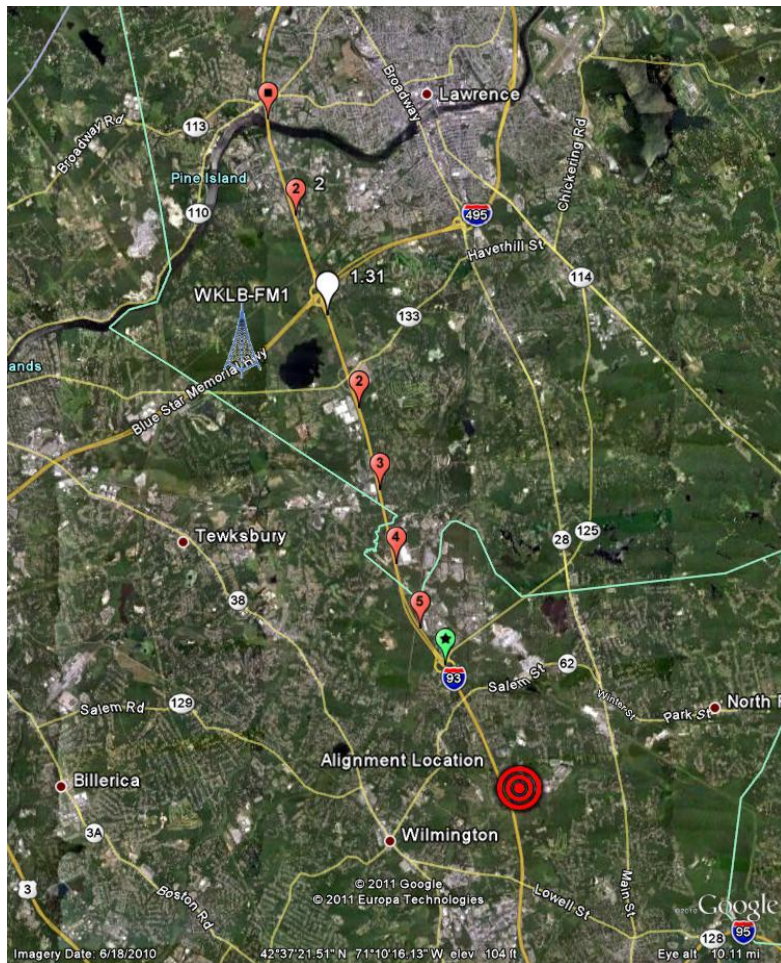 Lawrence
Broadway
Broadway Rd
113
Chickering Rd
Pine Island
110
2
2
495
Haverhill St
114
1.31
WKLB-FM1
133
ands
Blue Star Memorial Hwy
2
3
Tewksbury
4
28
125
38
5
93
Salem St
62
Salem Rd
129
Winter St
Park St
North
Alignment Location
Billerica
3A
Wilmington
Boston Rd
3
© 2011 Google
© 2011 Europa Technologies
Lowell St
Main St
©2010 Google
128
95
Imagery Date: 6/18/2010
42°37'21.51" N 71°10'16.13" W elev 104 ft
Eye alt 10.11 mi